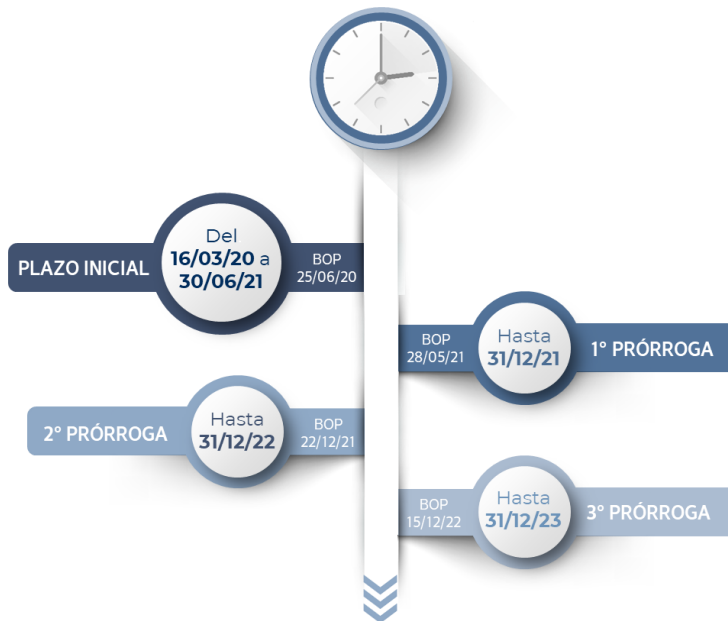 PLAZO INICIAL
Del
16/03/20 a
30/06/21
BOP
25/06/20
BOP
28/05/21
Hasta
31/12/21
1° PRÓRROGA
2° PRÓRROGA
Hasta
31/12/22
BOP
22/12/21
BOP
15/12/22
Hasta
31/12/23
3° PRÓRROGA